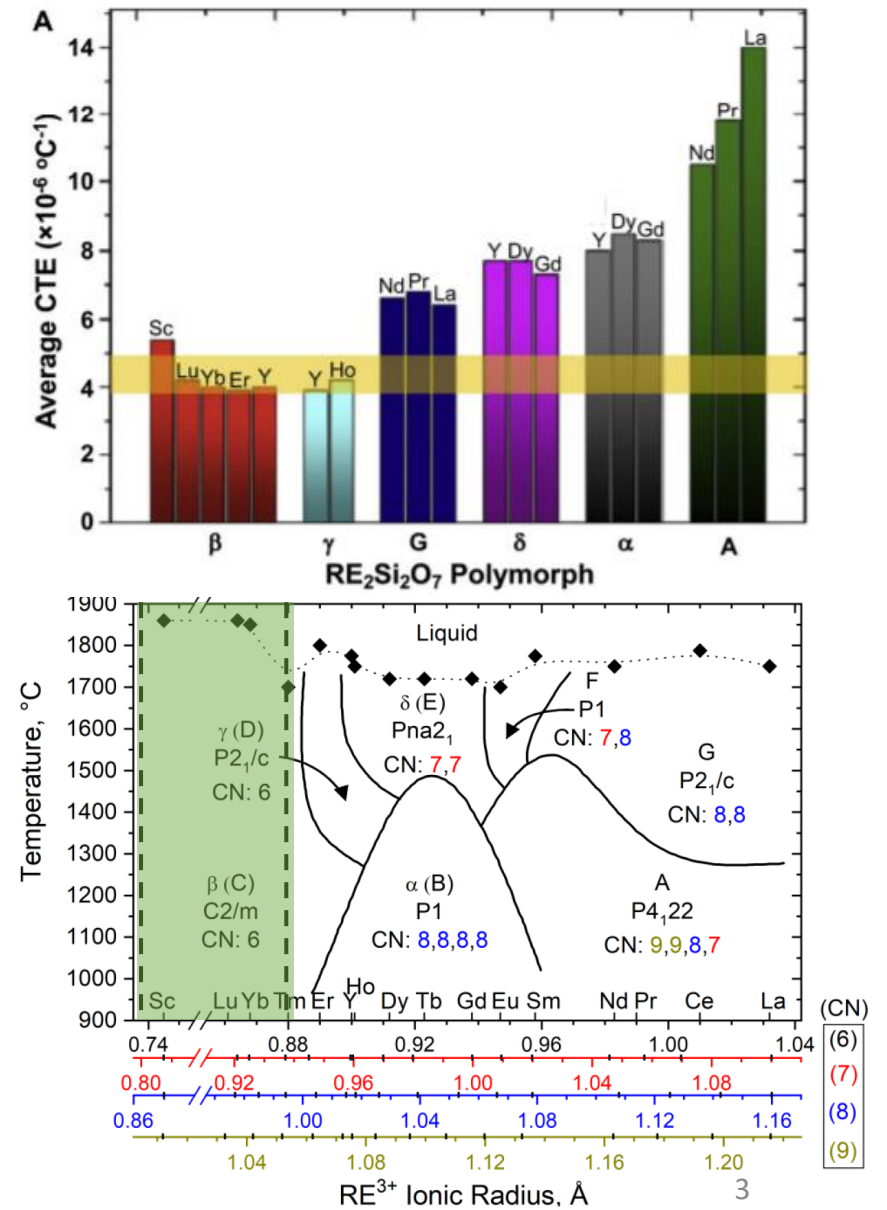 A
14
12
10
8
6
4
2
0
Average CTE (×10⁻⁶ °C⁻¹)
Sc
Lu
Yb
Er
Y
Y
Ho
Nd
Pr
La
Y
Dy
Gd
Y
Dy
Gd
Nd
Pr
La
β γ G δ α A
RE₂Si₂O₇ Polymorph
1900
1800
1700
1600
1500
1400
1300
1200
1100
1000
900
Temperature, °C
Liquid
γ (D)
P2₁/c
CN: 6
δ (E)
Pna2₁
CN: 7,7
F
P1
CN: 7,8
G
P2₁/c
CN: 8,8
β (C)
C2/m
CN: 6
α (B)
P1
CN: 8,8,8,8
A
P4₁22
CN: 9,9,8,7
Sc Lu Yb Tm Er Y Ho Dy Tb Gd Eu Sm Nd Pr Ce La
(CN)
0.74 0.88 0.92 0.96 1.00 1.04 (6)
0.80 0.92 0.96 1.00 1.04 1.08 (7)
0.86 1.00 1.04 1.08 1.12 1.16 (8)
1.04 1.08 1.12 1.16 1.20 (9)
RE³⁺ Ionic Radius, Å
3